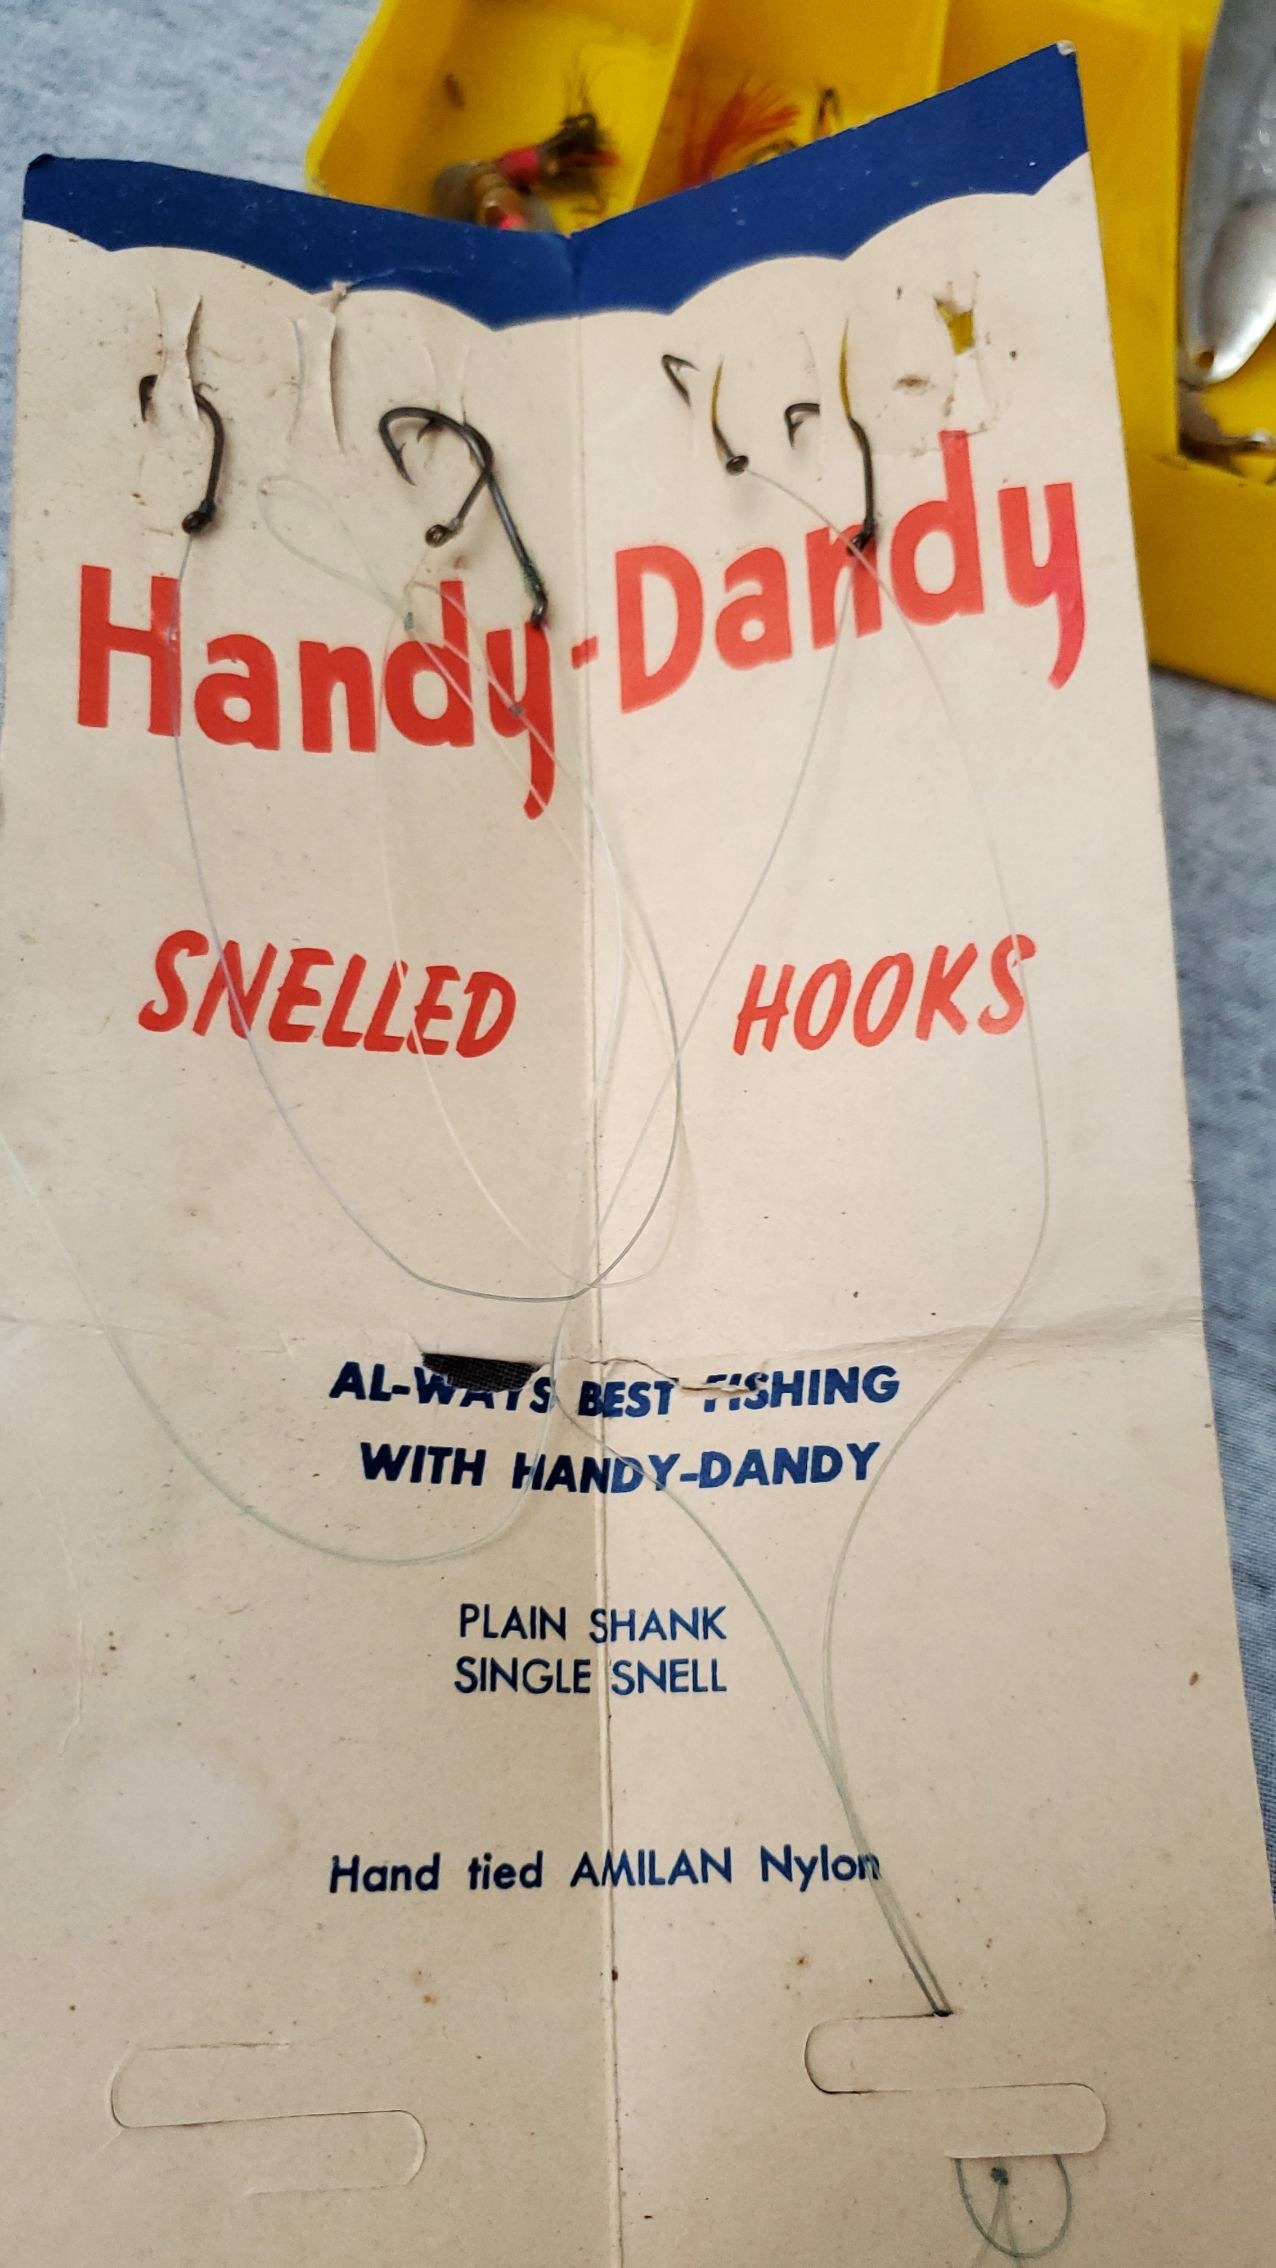 Handy-Dandy
SNELLED HOOKS
AL-WAYS BEST FISHING
WITH HANDY-DANDY
PLAIN SHANK
SINGLE SNELL
Hand tied AMILAN Nylon